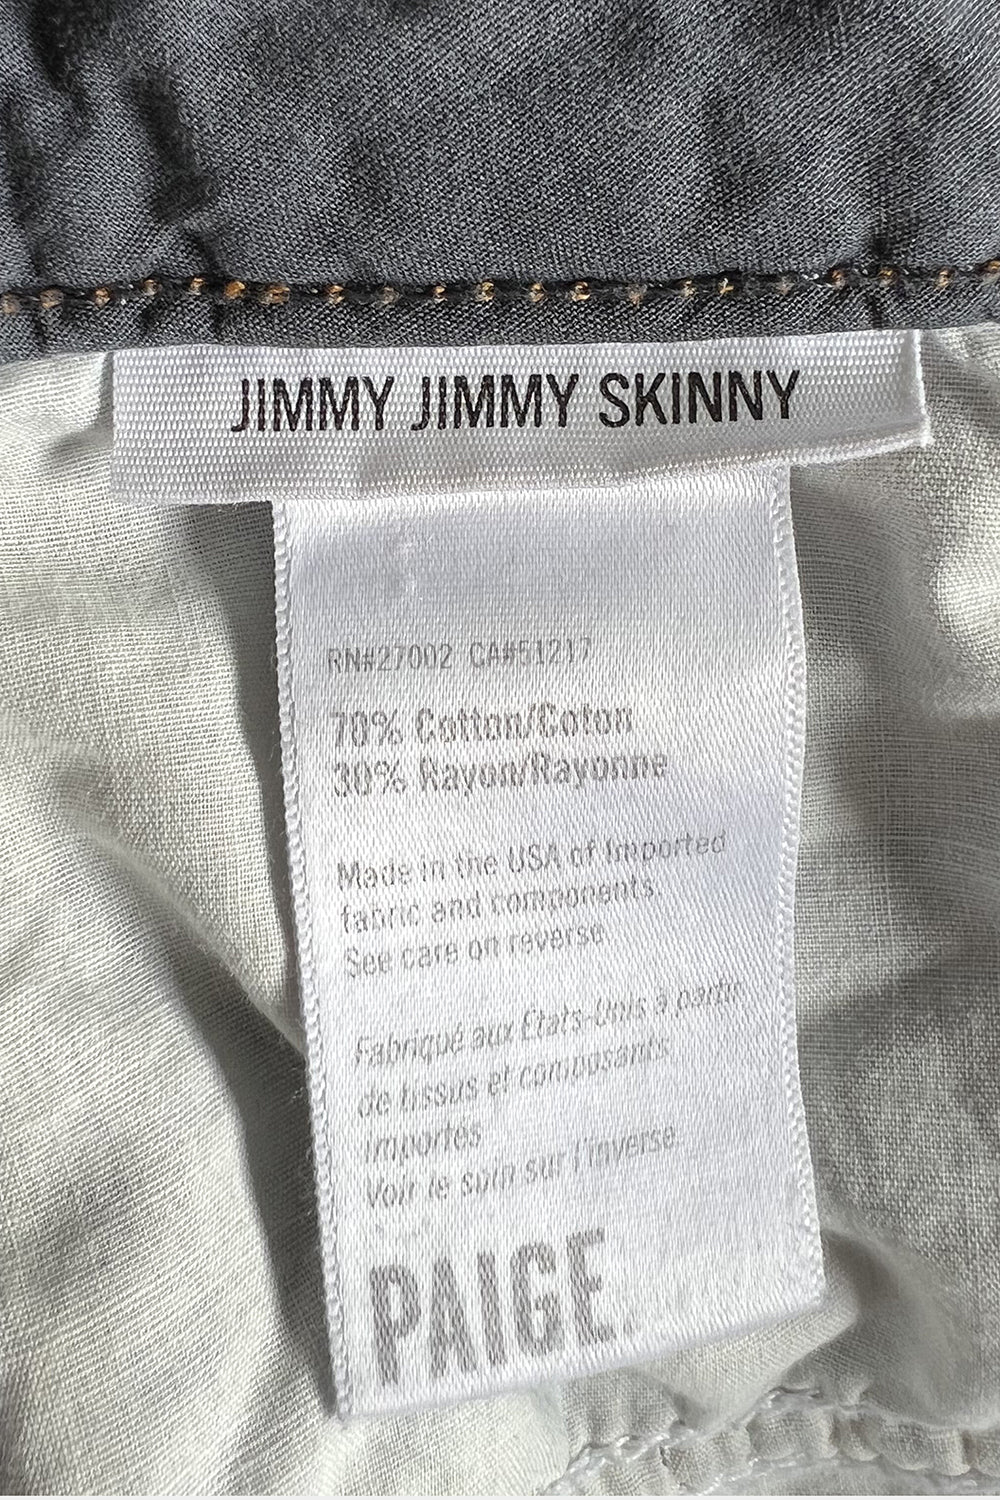 JIMMY JIMMY SKINNY
RN#27002 CA#51217
70% Cotton/Coton
30% Rayon/Rayonne
Made in the USA of Imported
fabric and components.
See care on reverse
Fabriqué aux États-Unis à partir
de tissus et composants
importés
Voir le soin sur l'inverse
PAIGE